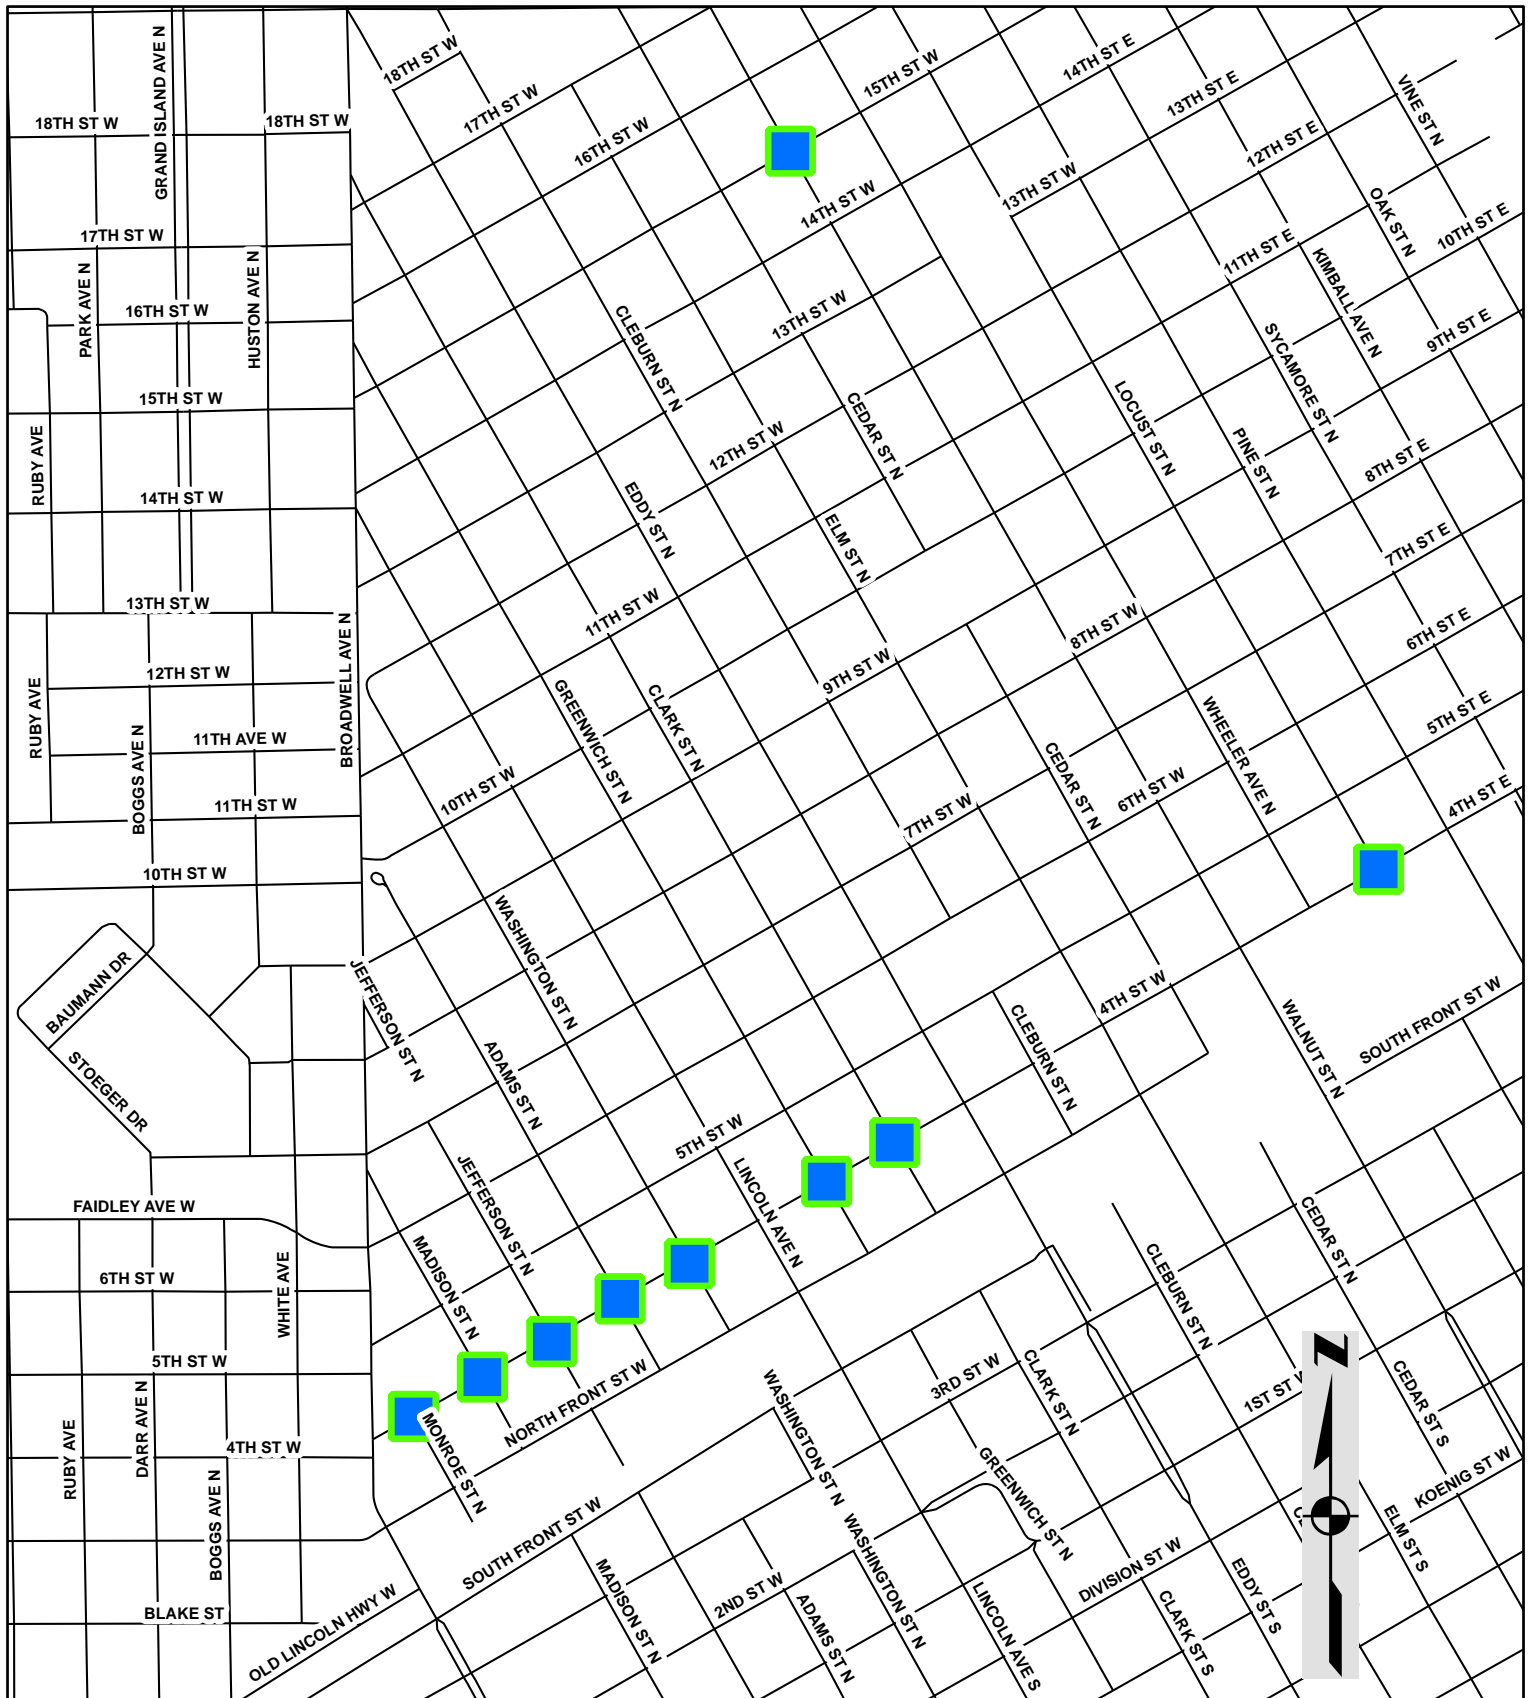 18TH ST W
GRAND ISLAND AVE N
18TH ST W
18TH ST W
17TH ST W
16TH ST W
15TH ST W
14TH ST E
13TH ST E
12TH ST E
VINE ST N
17TH ST W
PARK AVE N
HUSTON AVE N
16TH ST W
14TH ST W
13TH ST W
11TH ST E
OAK ST N
10TH ST E
KIMBALL AVE N
9TH ST E
13TH ST W
CLEBURN ST N
SYCAMORE ST N
15TH ST W
RUBY AVE
12TH ST W
CEDAR ST N
LOCUST ST N
PINE ST N
8TH ST E
14TH ST W
EDDY ST N
ELM ST N
7TH ST E
13TH ST W
BROADWELL AVE N
11TH ST W
8TH ST W
6TH ST E
12TH ST W
RUBY AVE
GREENWICH ST N
CLARK ST N
9TH ST W
WHEELER AVE N
5TH ST E
11TH AVE W
BOGGS AVE N
11TH ST W
10TH ST W
CEDAR ST N
6TH ST W
7TH ST W
4TH ST E
10TH ST W
WASHINGTON ST N
BAUMANN DR
STOEGER DR
JEFFERSON ST N
ADAMS ST N
CLEBURN ST N
4TH ST W
WALNUT ST N
SOUTH FRONT ST W
5TH ST W
JEFFERSON ST N
LINCOLN AVE N
FAIDLEY AVE W
6TH ST W
WHITE AVE
MADISON ST N
CLEBURN ST N
CEDAR ST N
5TH ST W
DARR AVE N
RUBY AVE
4TH ST W
BOGGS AVE N
MONROE ST N
NORTH FRONT ST W
WASHINGTON ST N
3RD ST W
CLARK ST N
1ST ST W
CEDAR ST S
KOENIG ST W
GREENWICH ST N
SOUTH FRONT ST W
WASHINGTON ST N
ELM ST S
N
BLAKE ST
OLD LINCOLN HWY W
MADISON ST N
2ND ST W
ADAMS ST N
LINCOLN AVE S
DIVISION ST W
CLARK ST S
EDDY ST S